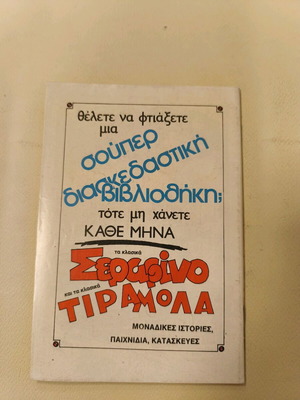 θέλετε να φτιάξετε
μια
σούπερ
διασκεδαστική
βιβλιοθήκη;
τότε μη χάνετε
ΚΑΘΕ ΜΗΝΑ
τα κλασικά
Σεραφίνο
και τα κλασικά
ΤΙΡΑΜΟΛΑ
ΜΟΝΑΔΙΚΕΣ ΙΣΤΟΡΙΕΣ,
ΠΑΙΧΝΙΔΙΑ, ΚΑΤΑΣΚΕΥΕΣ